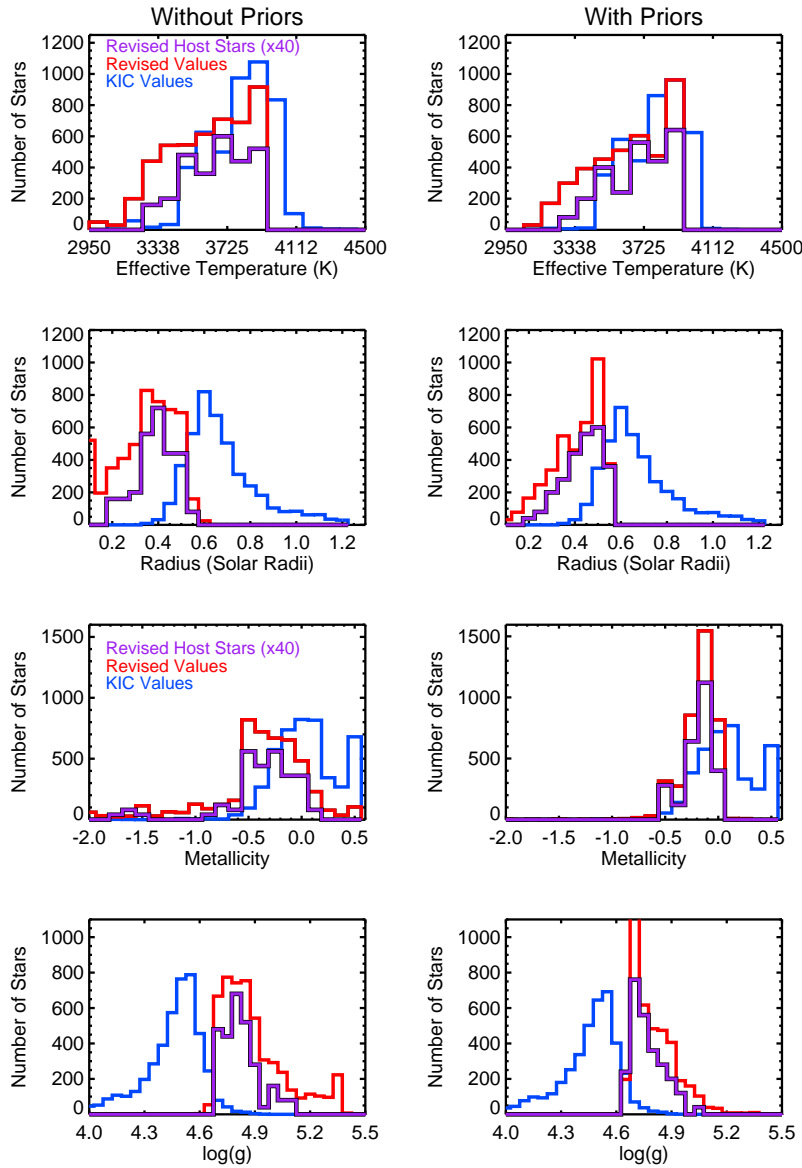 Without Priors
With Priors
Revised Host Stars (x40)
Revised Values
KIC Values
Number of Stars
0
200
400
600
800
1000
1200
2950 3338 3725 4112 4500
Effective Temperature (K)
Number of Stars
0
200
400
600
800
1000
1200
2950 3338 3725 4112 4500
Effective Temperature (K)
Number of Stars
0
200
400
600
800
1000
1200
0.2 0.4 0.6 0.8 1.0 1.2
Radius (Solar Radii)
Number of Stars
0
200
400
600
800
1000
1200
0.2 0.4 0.6 0.8 1.0 1.2
Radius (Solar Radii)
Revised Host Stars (x40)
Revised Values
KIC Values
Number of Stars
0
500
1000
1500
-2.0 -1.5 -1.0 -0.5 0.0 0.5
Metallicity
Number of Stars
0
500
1000
1500
-2.0 -1.5 -1.0 -0.5 0.0 0.5
Metallicity
Number of Stars
0
200
400
600
800
1000
4.0 4.3 4.6 4.9 5.2 5.5
log(g)
Number of Stars
0
200
400
600
800
1000
4.0 4.3 4.6 4.9 5.2 5.5
log(g)